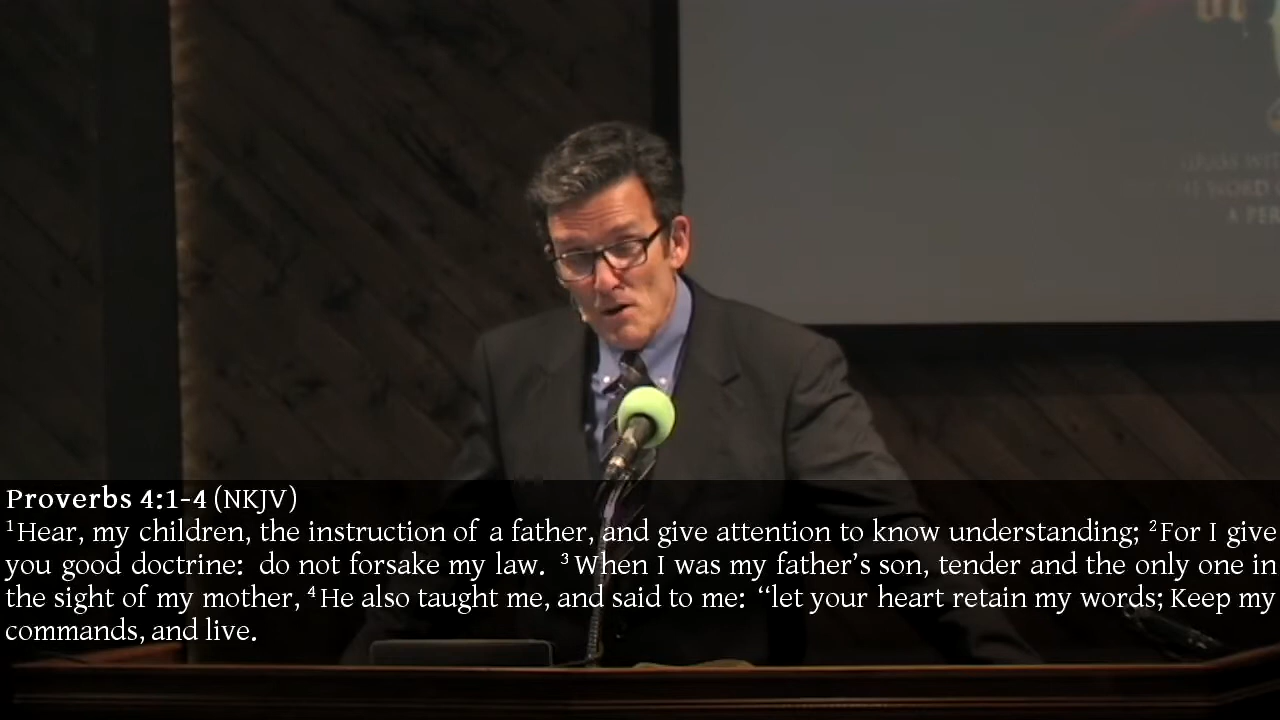 of
WORD
A PER
Proverbs 4:1-4 (NKJV)
¹Hear, my children, the instruction of a father, and give attention to know understanding; ²For I give
you good doctrine: do not forsake my law. ³When I was my father's son, tender and the only one in
the sight of my mother, ⁴He also taught me, and said to me: “let your heart retain my words; Keep my
commands, and live.